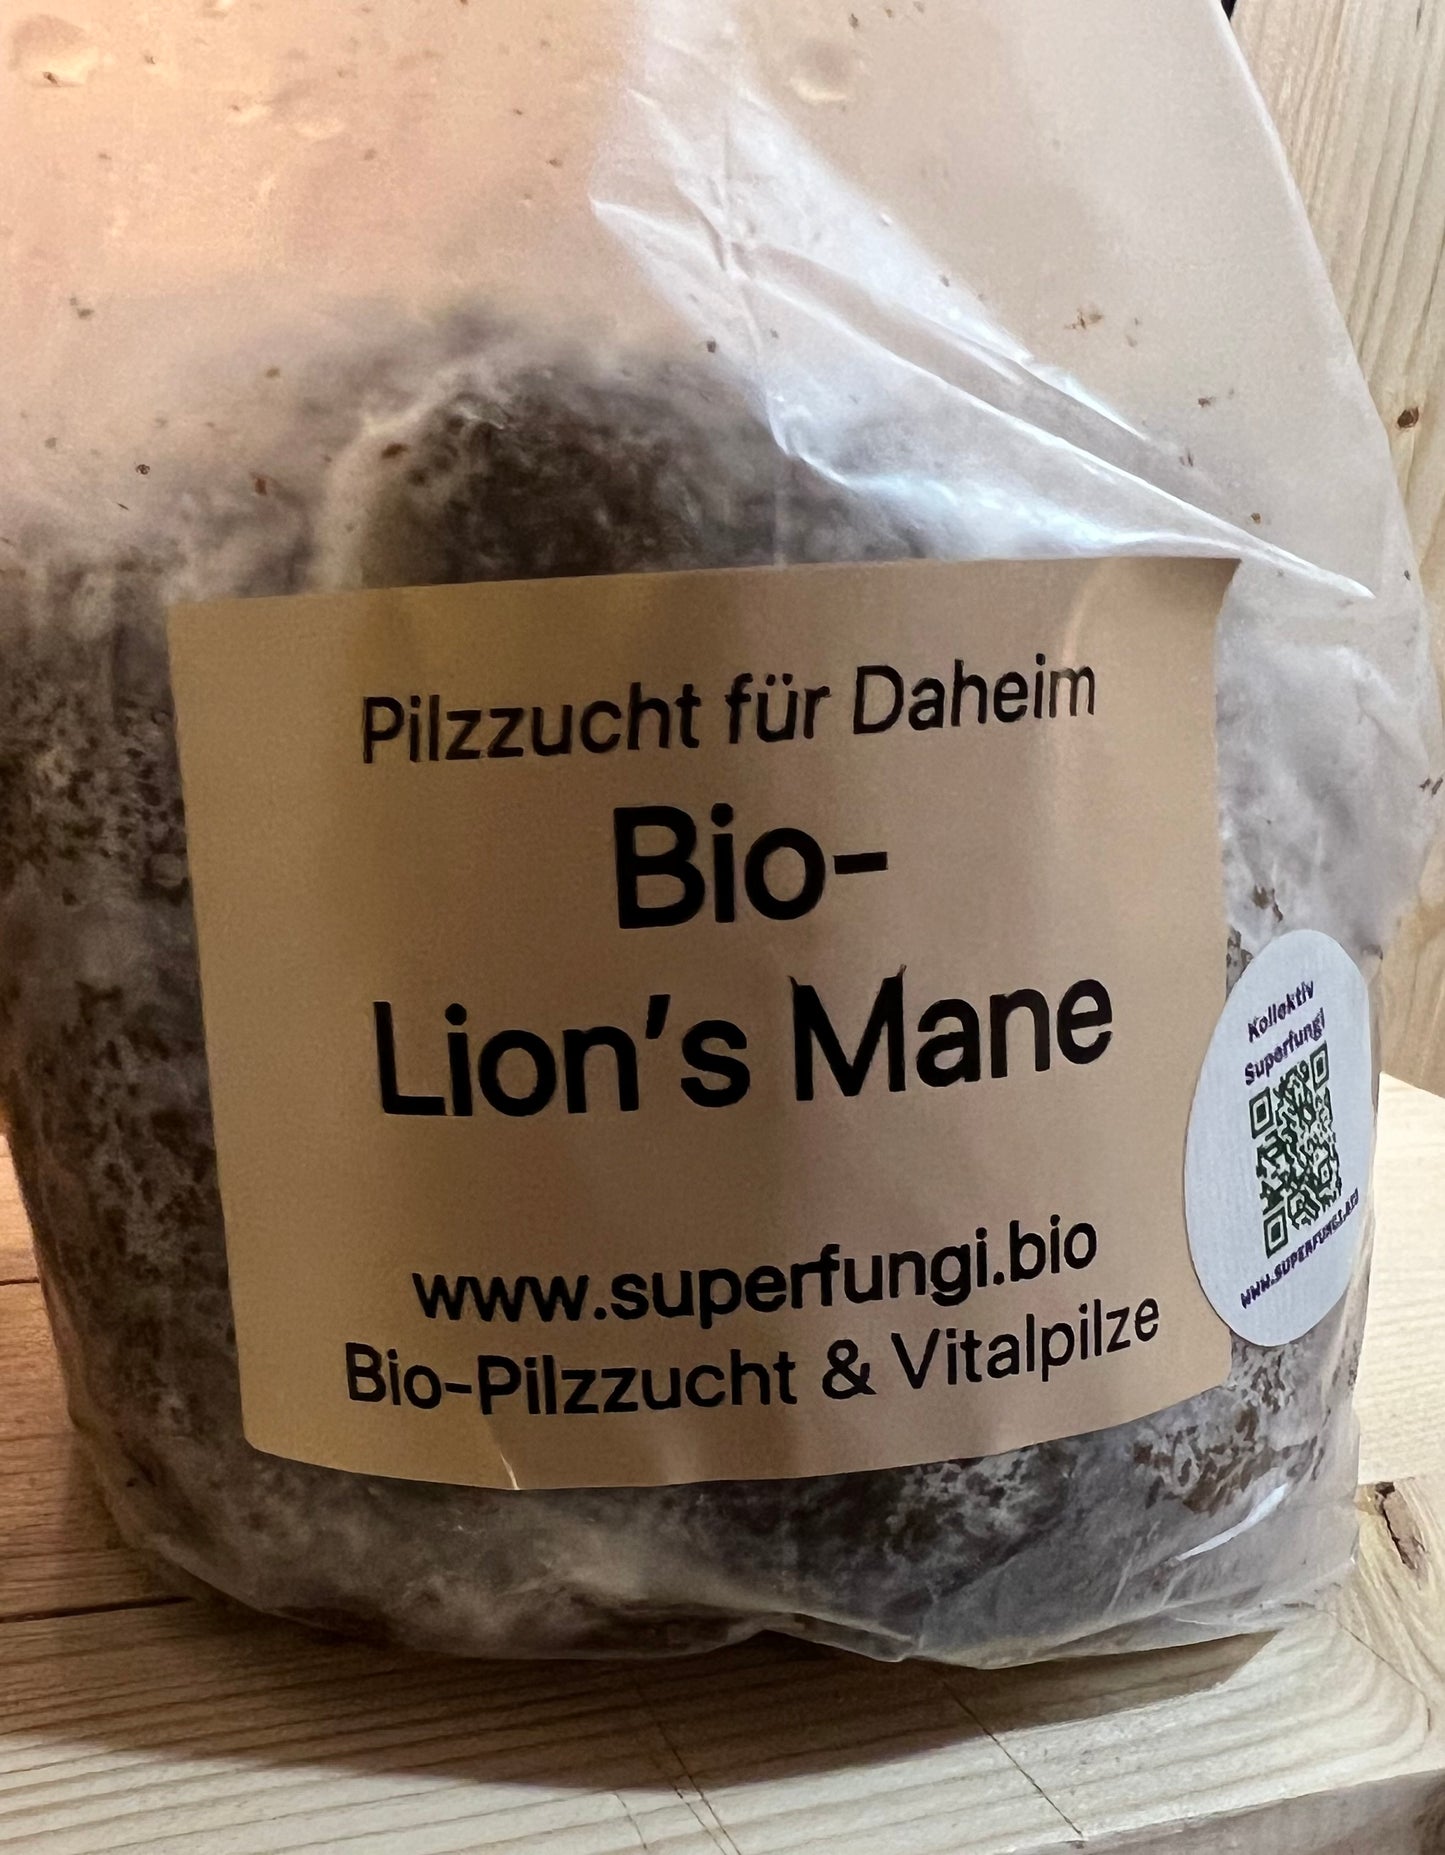 Pilzzucht für Daheim
Bio-
Lion's Mane
www.superfungi.bio
Bio-Pilzzucht & Vitalpilze
Kollektiv
Superfungi